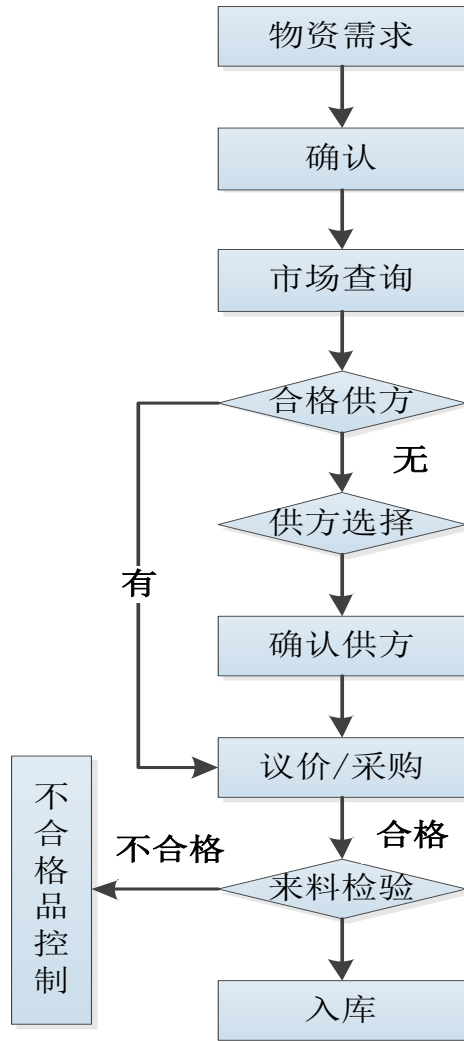 物资需求
确认
市场查询
合格供方
无
供方选择
有
确认供方
议价/采购
不合格品控制
不合格
合格
来料检验
入库